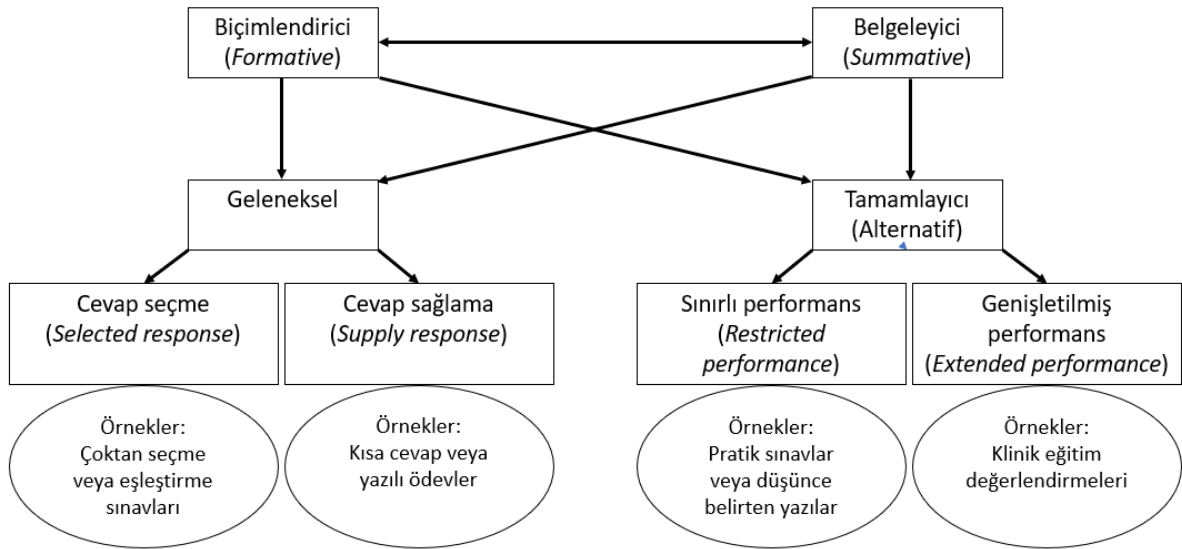 Biçimlendirici
(Formative)
Belgeleyici
(Summative)
Geleneksel
Tamamlayıcı
(Alternatif)
Cevap seçme
(Selected response)
Cevap sağlama
(Supply response)
Sınırlı performans
(Restricted
performance)
Genişletilmiş
performans
(Extended performance)
Örnekler:
Çoktan seçme
veya eşleştirme
sınavları
Örnekler:
Kısa cevap veya
yazılı ödevler
Örnekler:
Pratik sınavlar
veya düşünce
belirten yazılar
Örnekler:
Klinik eğitim
değerlendirmeleri